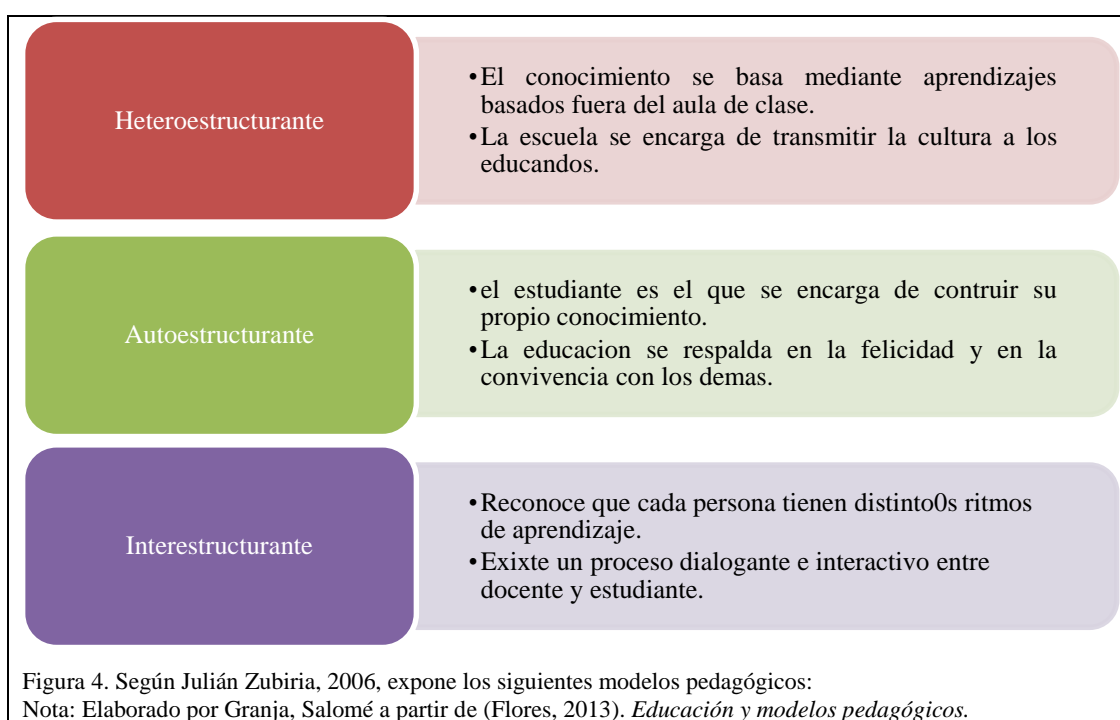 Heteroestructurante
•El conocimiento se basa mediante aprendizajes
basados fuera del aula de clase.
•La escuela se encarga de transmitir la cultura a los
educandos.
Autoestructurante
•el estudiante es el que se encarga de contruir su
propio conocimiento.
•La educacion se respalda en la felicidad y en la
convivencia con los demas.
Interestructurante
•Reconoce que cada persona tienen distinto0s ritmos
de aprendizaje.
•Exixte un proceso dialogante e interactivo entre
docente y estudiante.
Figura 4. Según Julián Zubiria, 2006, expone los siguientes modelos pedagógicos:
Nota: Elaborado por Granja, Salomé a partir de (Flores, 2013). Educación y modelos pedagógicos.